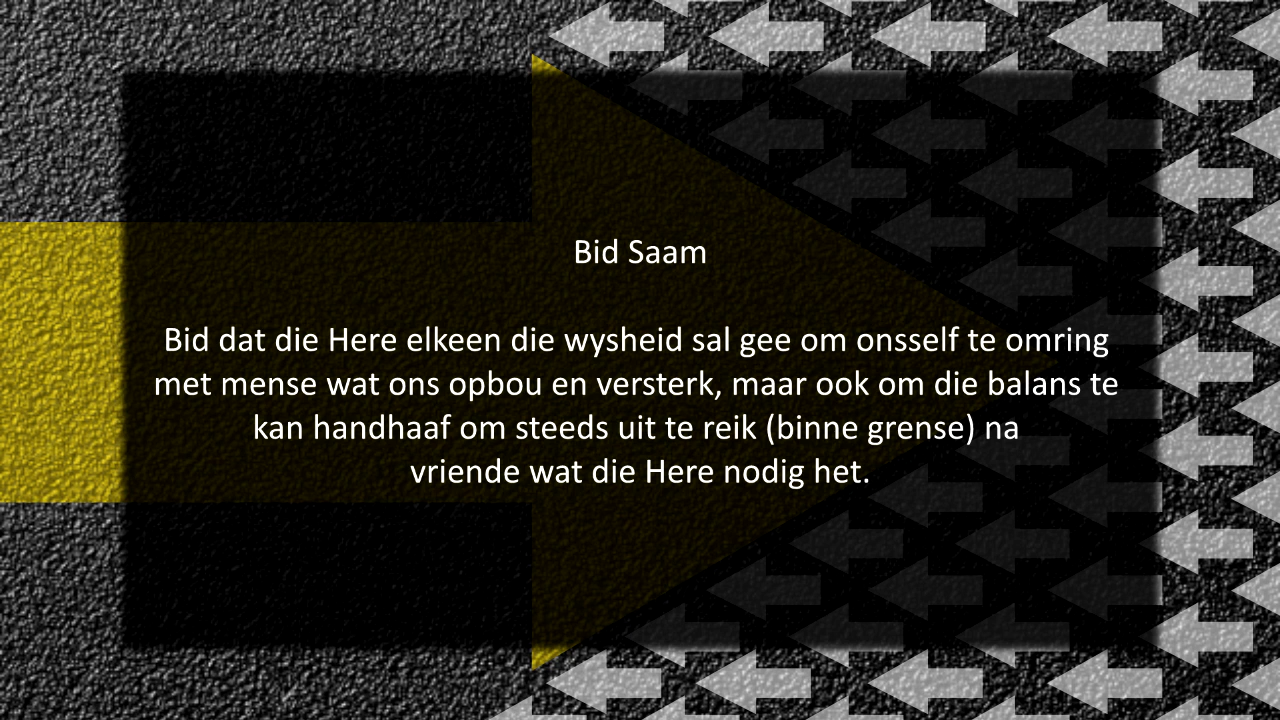 Bid Saam
Bid dat die Here elkeen die wysheid sal gee om onsself te omring
met mense wat ons opbou en versterk, maar ook om die balans te
kan handhaaf om steeds uit te reik (binne grense) na
vriende wat die Here nodig het.